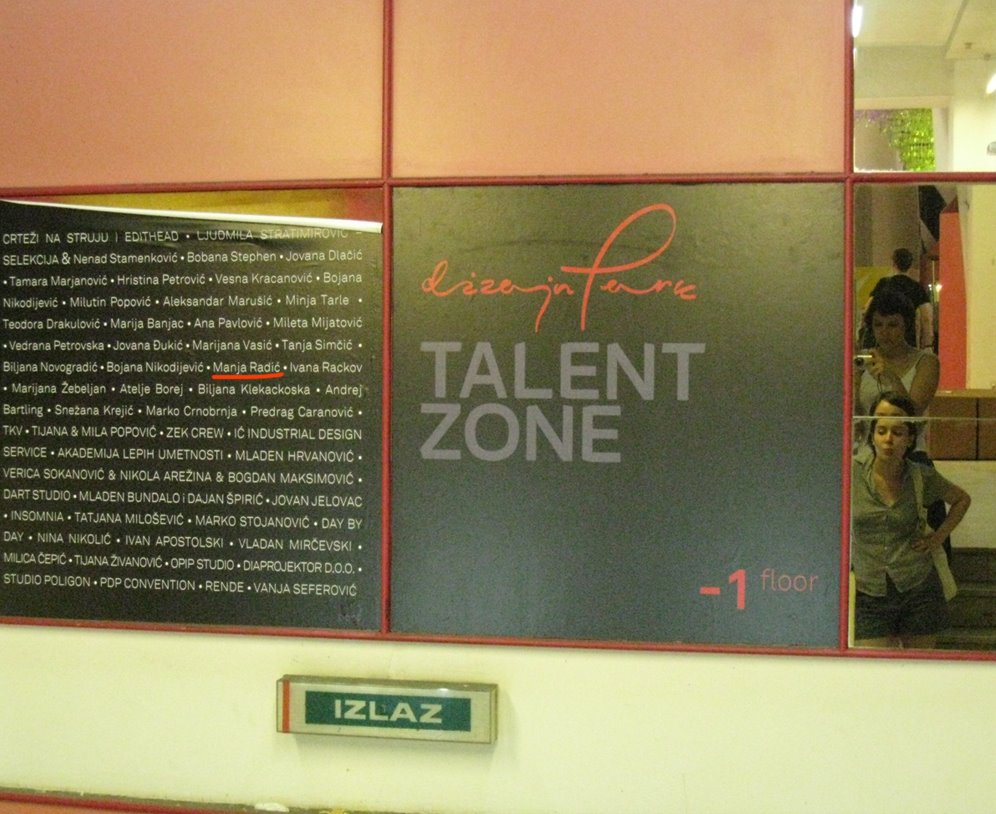 CRTEŽI NA STRUJU I EDITHEAD • LJUDMILA STRATIMIROVIĆ –
SELEKCIJA & Nenad Stamenković • Bobana Stephen • Jovana Dlačić
• Tamara Marjanović • Hristina Petrović • Vesna Kracanović • Bojana
Nikodijević • Milutin Popović • Aleksandar Marušić • Minja Tarle •
Teodora Drakulović • Marija Banjac • Ana Pavlović • Mileta Mijatović
• Vedrana Petrovska • Jovana Đukić • Marijana Vasić • Tanja Simčić •
Biljana Novogradić • Bojana Nikodijević • Manja Radić • Ivana Rackov
• Marijana Žebeljan • Atelje Borej • Biljana Klekackoska • Andrej
Bartling • Snežana Krejić • Marko Crnobrnja • Predrag Caranović •
TKV • TIJANA & MILA POPOVIĆ • ZEK CREW • IĆ INDUSTRIAL DESIGN
SERVICE • AKADEMIJA LEPIH UMETNOSTI • MLADEN HRVANOVIĆ •
VERICA SOKANOVIĆ & NIKOLA AREŽINA & BOGDAN MAKSIMOVIĆ •
DART STUDIO • MLADEN BUNDALO i DAJAN ŠPIRIĆ • JOVAN JELOVAC
• INSOMNIA • TATJANA MILOŠEVIĆ • MARKO STOJANOVIĆ • DAY BY
DAY • NINA NIKOLIĆ • IVAN APOSTOLSKI • VLADAN MIRČEVSKI •
MILICA ČEPIĆ • TIJANA ŽIVANOVIĆ • OPIP STUDIO • DIAPROJEKTOR D.O.O. •
STUDIO POLIGON • PDP CONVENTION • RENDE • VANJA SEFEROVIĆ
dizajn Park
TALENT
ZONE
-1 floor
IZLAZ